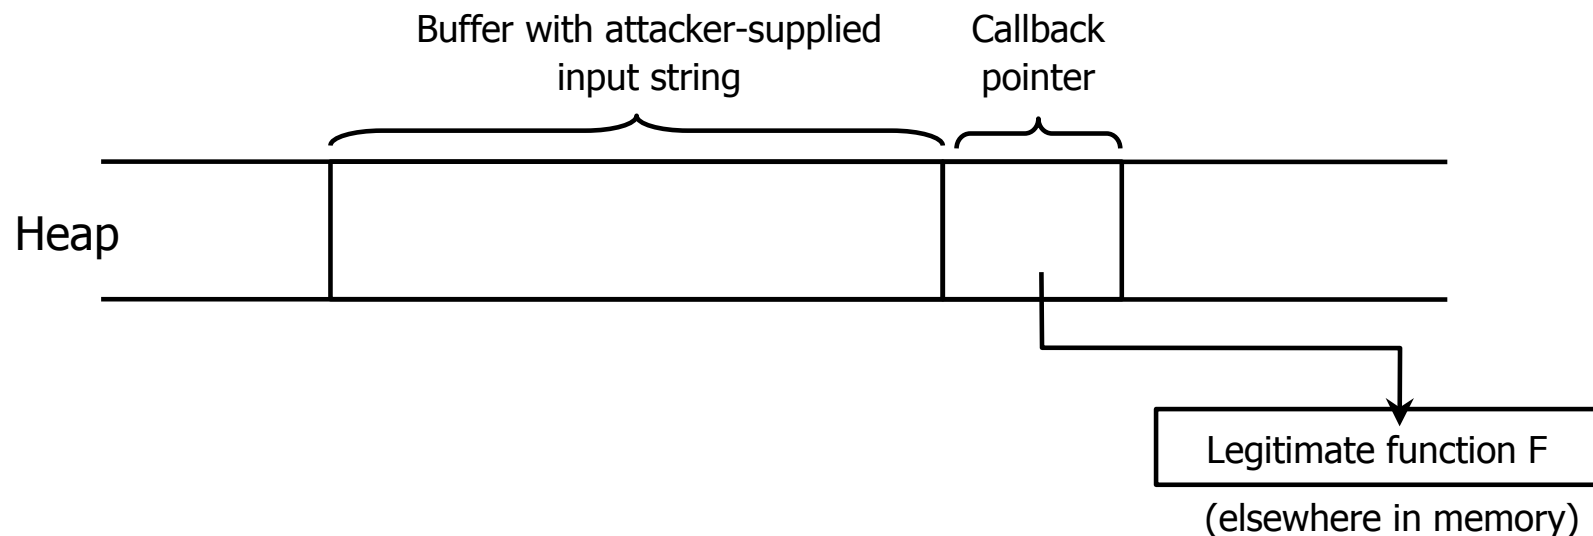 Buffer with attacker-supplied
input string
Callback
pointer
Heap
Legitimate function F
(elsewhere in memory)